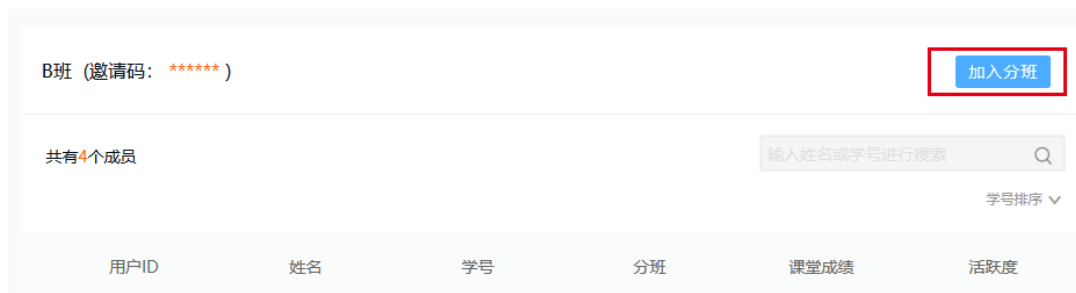 B班 (邀请码: ******) 加入分班
共有4个成员 输入姓名或学号进行搜索
学号排序
用户ID 姓名 学号 分班 课堂成绩 活跃度